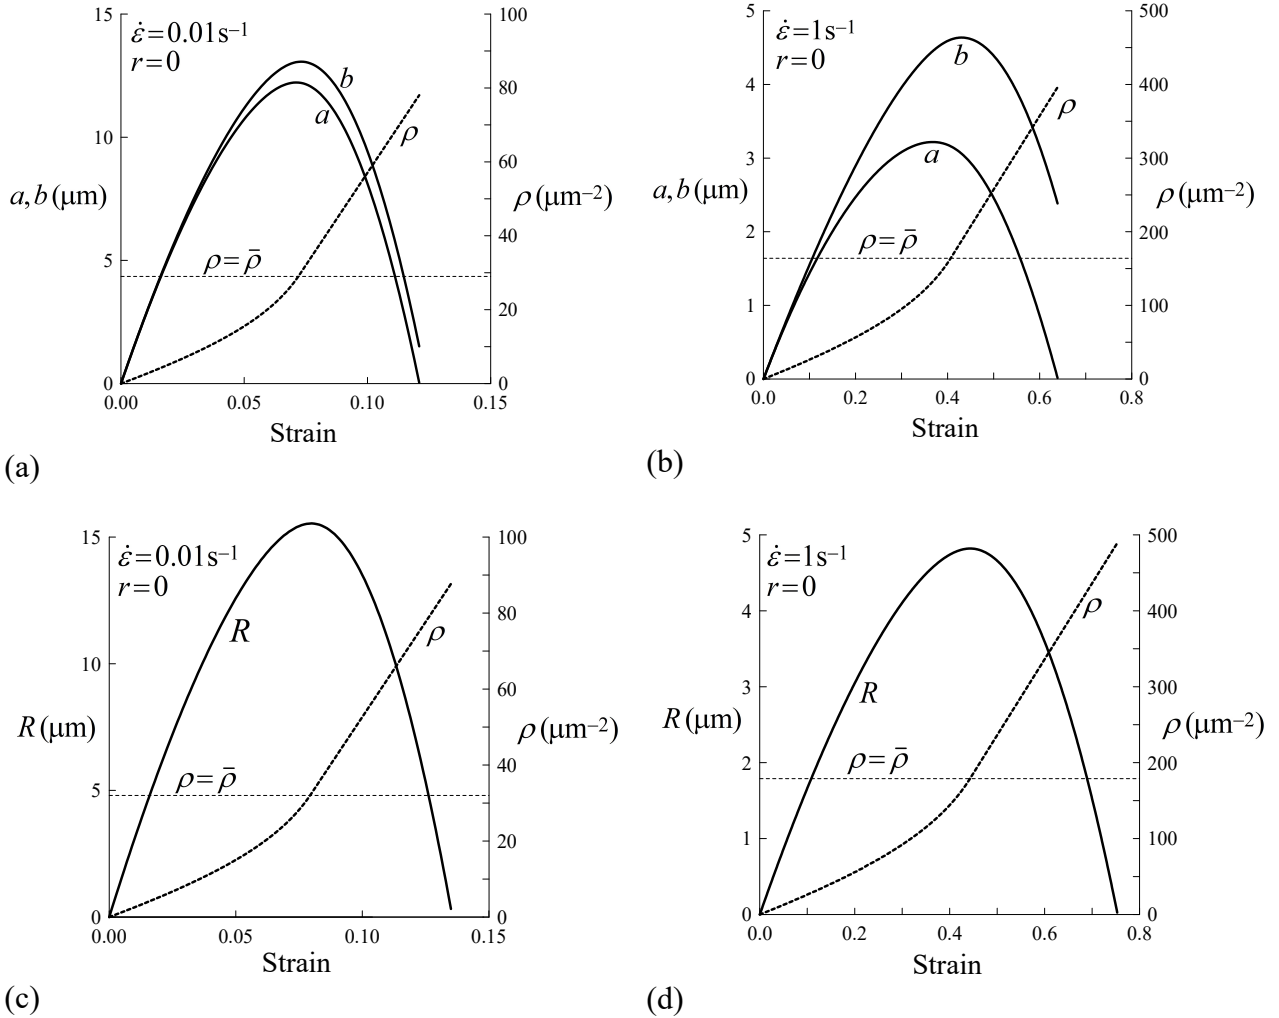 ε̇=0.01s–1
r=0
15
10
5
0
a,b(μm)
b
a
ρ
ρ=ρ̄
100
80
60
40
20
0
ρ(μm–2)
0.00
0.05
0.10
0.15
Strain
(a)
ε̇=1s–1
r=0
5
4
3
2
1
0
a,b(μm)
b
a
ρ
ρ=ρ̄
500
400
300
200
100
0
ρ(μm–2)
0.0
0.2
0.4
0.6
0.8
Strain
(b)
ε̇=0.01s–1
r=0
15
10
5
0
R(μm)
R
ρ
ρ=ρ̄
100
80
60
40
20
0
ρ(μm–2)
0.00
0.05
0.10
0.15
Strain
(c)
ε̇=1s–1
r=0
5
4
3
2
1
0
R(μm)
R
ρ
ρ=ρ̄
500
400
300
200
100
0
ρ(μm–2)
0.0
0.2
0.4
0.6
0.8
Strain
(d)